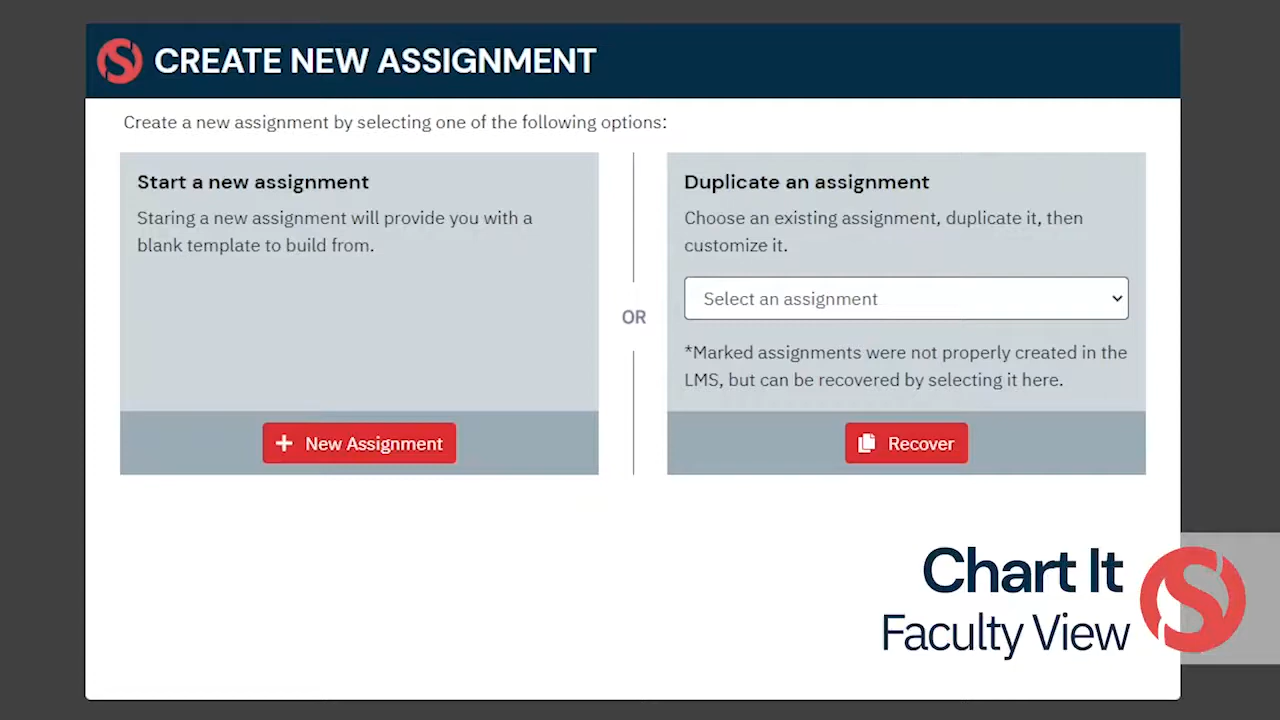 CREATE NEW ASSIGNMENT
Create a new assignment by selecting one of the following options:
Start a new assignment
Staring a new assignment will provide you with a
blank template to build from.
New Assignment
OR
Duplicate an assignment
Choose an existing assignment, duplicate it, then
customize it.
Select an assignment
*Marked assignments were not properly created in the
LMS, but can be recovered by selecting it here.
Recover
Chart It
Faculty View